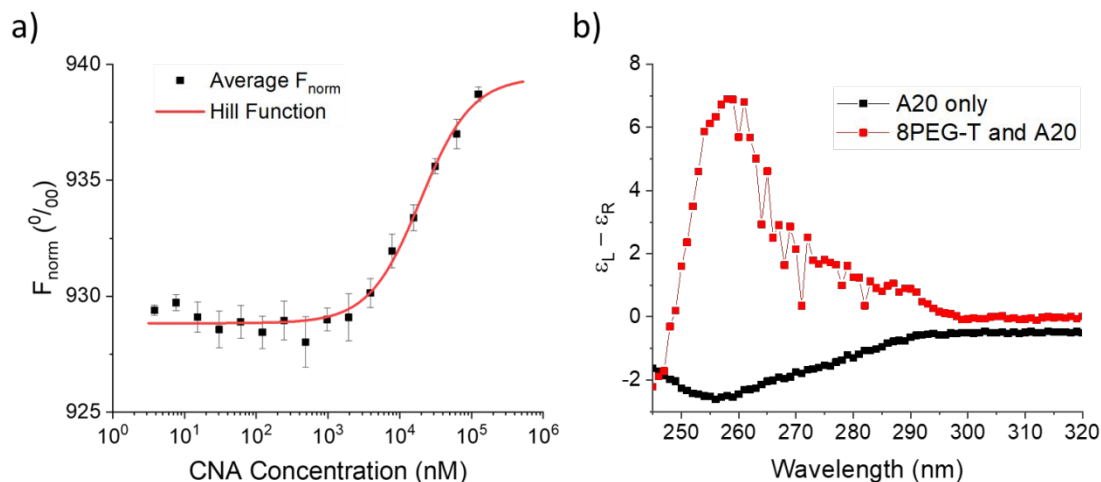 a)
940
935
930
925
F_norm (⁰/₀₀)
Average F_norm
Hill Function
10⁰ 10¹ 10² 10³ 10⁴ 10⁵ 10⁶
CNA Concentration (nM)
b)
8
6
4
2
0
-2
ε_L – ε_R
A20 only
8PEG-T and A20
250 260 270 280 290 300 310 320
Wavelength (nm)